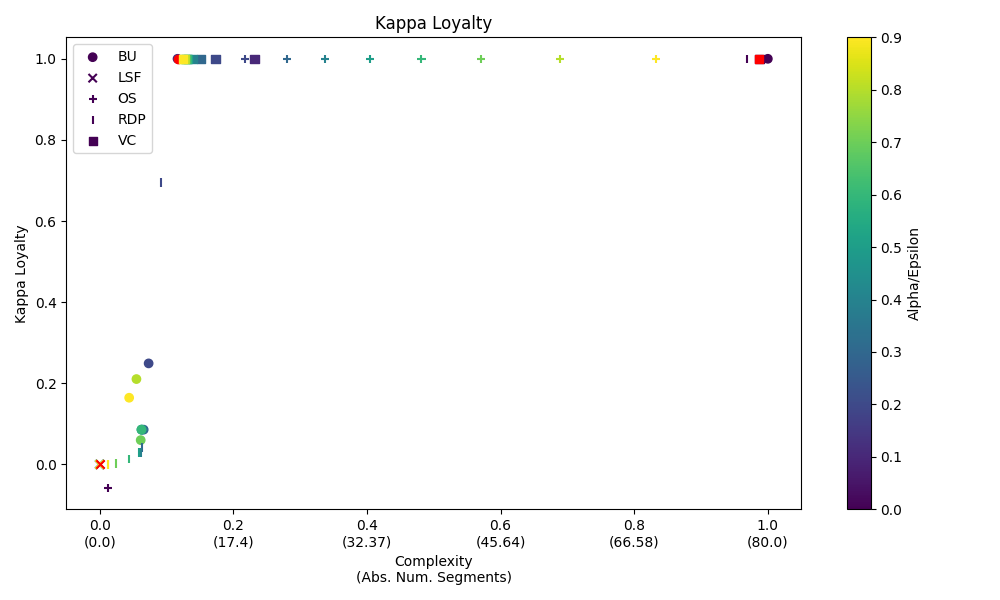 Kappa Loyalty
BU
LSF
OS
RDP
VC
Kappa Loyalty
1.0
0.8
0.6
0.4
0.2
0.0
0.0 0.2 0.4 0.6 0.8 1.0
(0.0) (17.4) (32.37) (45.64) (66.58) (80.0)
Complexity
(Abs. Num. Segments)
0.9
0.8
0.7
0.6
0.5
0.4
0.3
0.2
0.1
0.0
Alpha/Epsilon